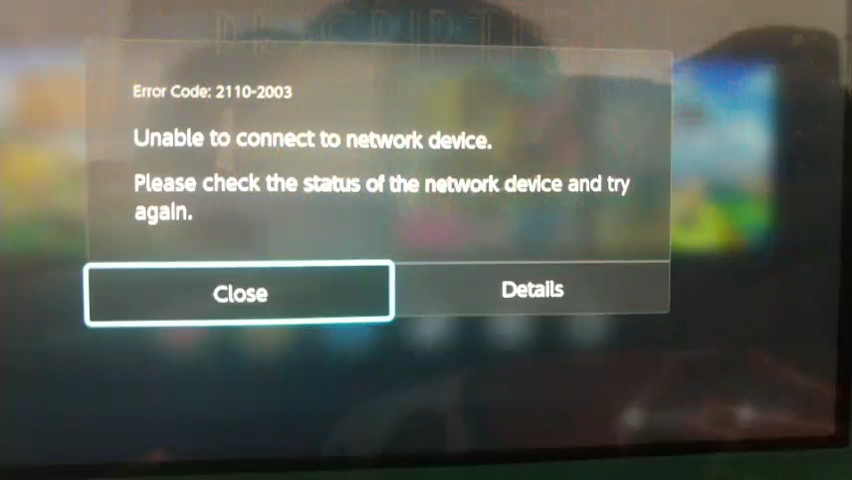 Error Code: 2110-2003
Unable to connect to network device.
Please check the status of the network device and try
again.
Close
Details